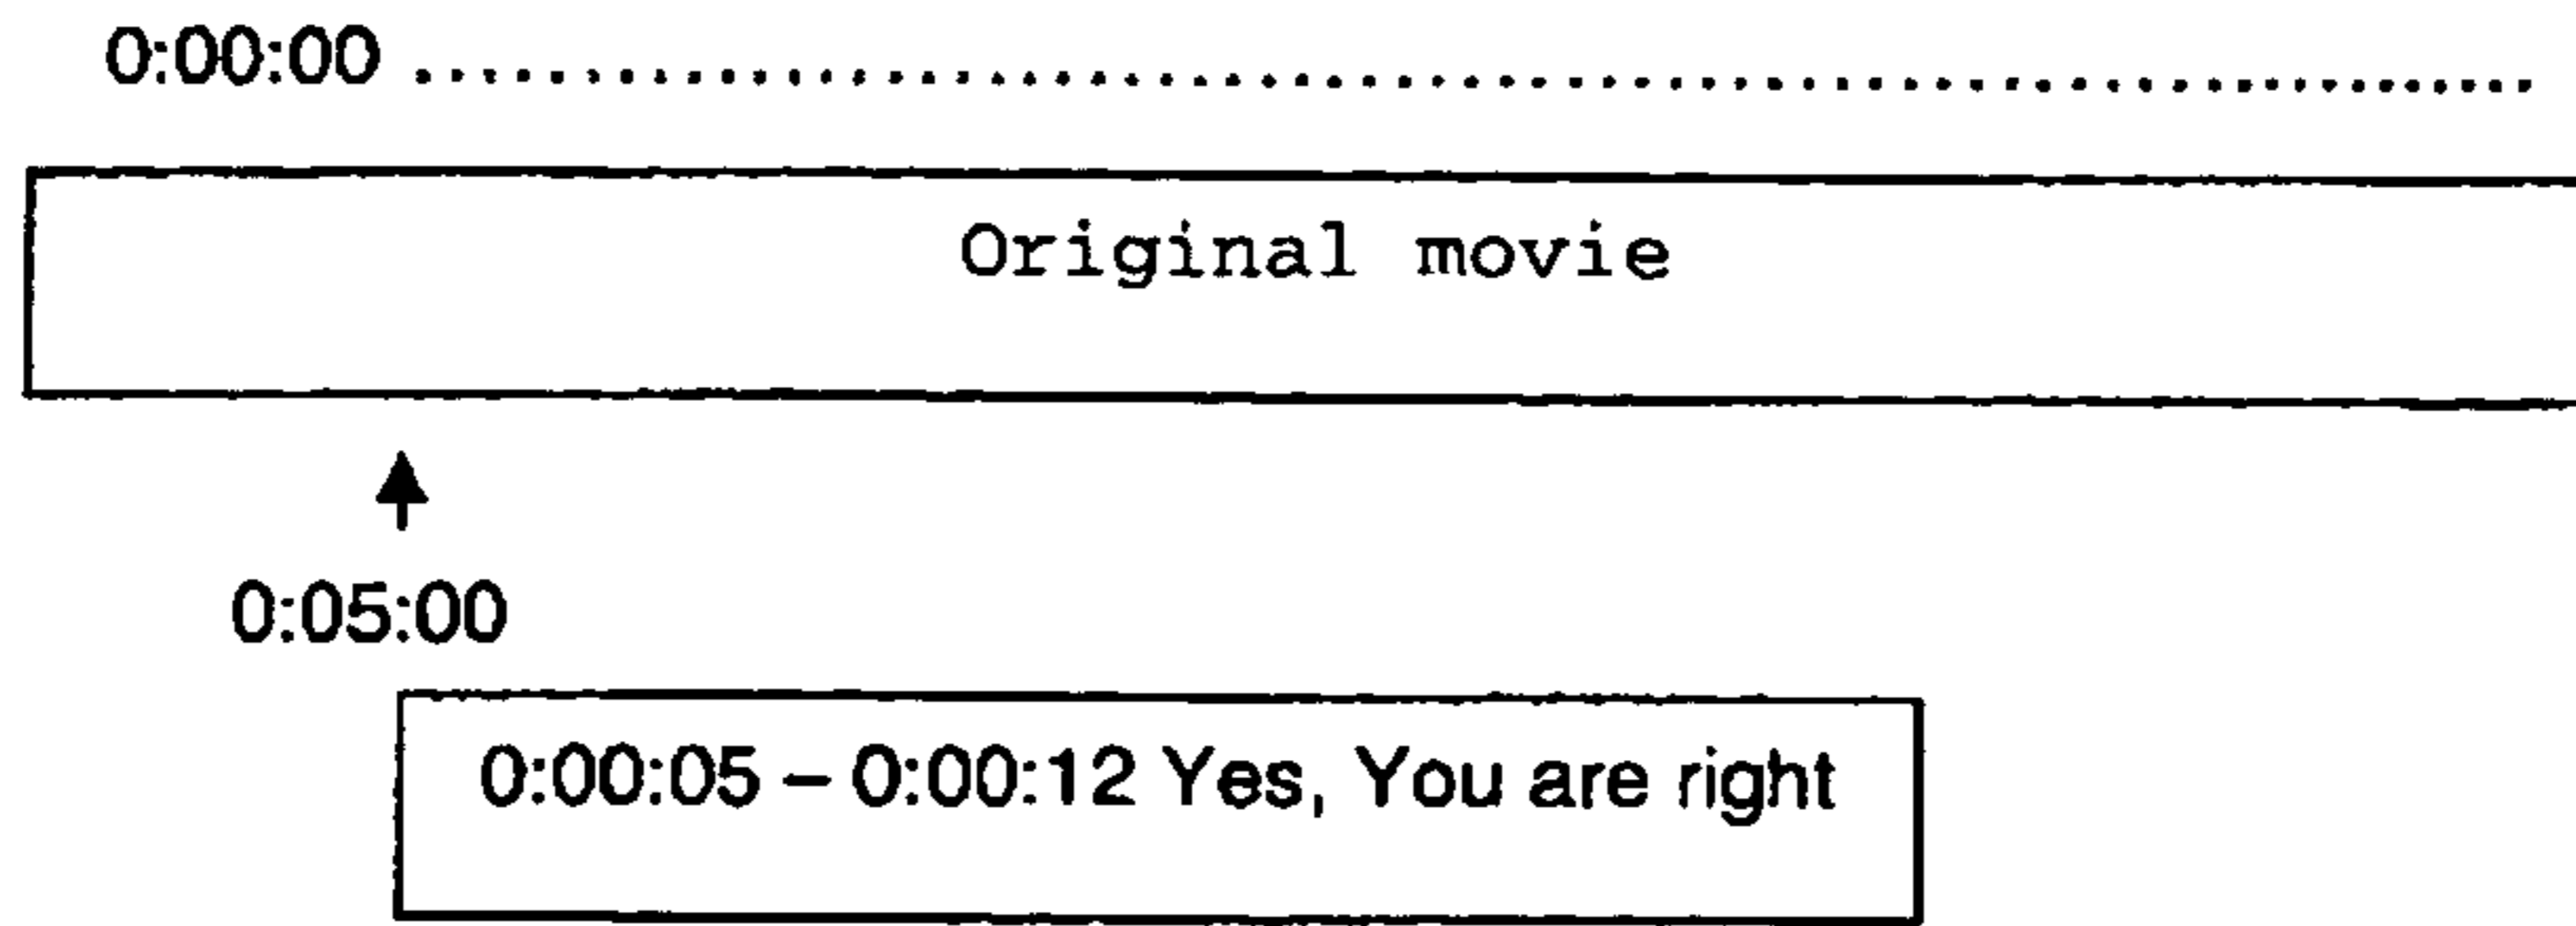 0:00:00 ................................................................
Original movie
0:05:00
0:00:05 – 0:00:12 Yes, You are right